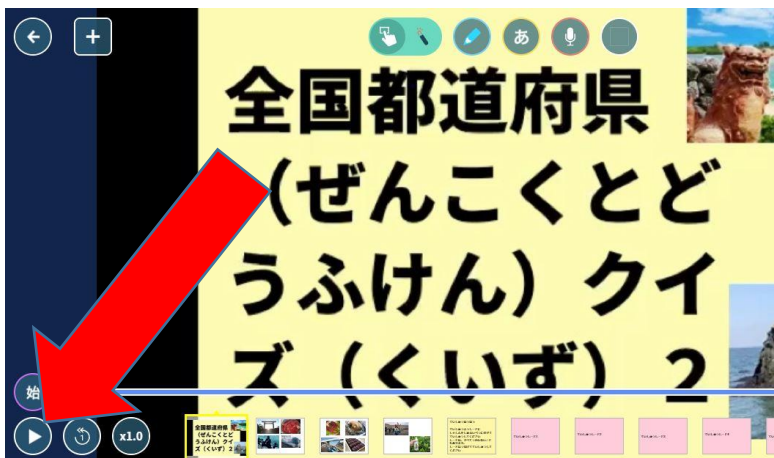 あ
全国都道府県
（ぜんこくとど
うふけん）クイ
ズ（くいず）２
始
1
x1.0
全国都道府県
（ぜんこくとど
うふけん）クイ
ズ（くいず）２